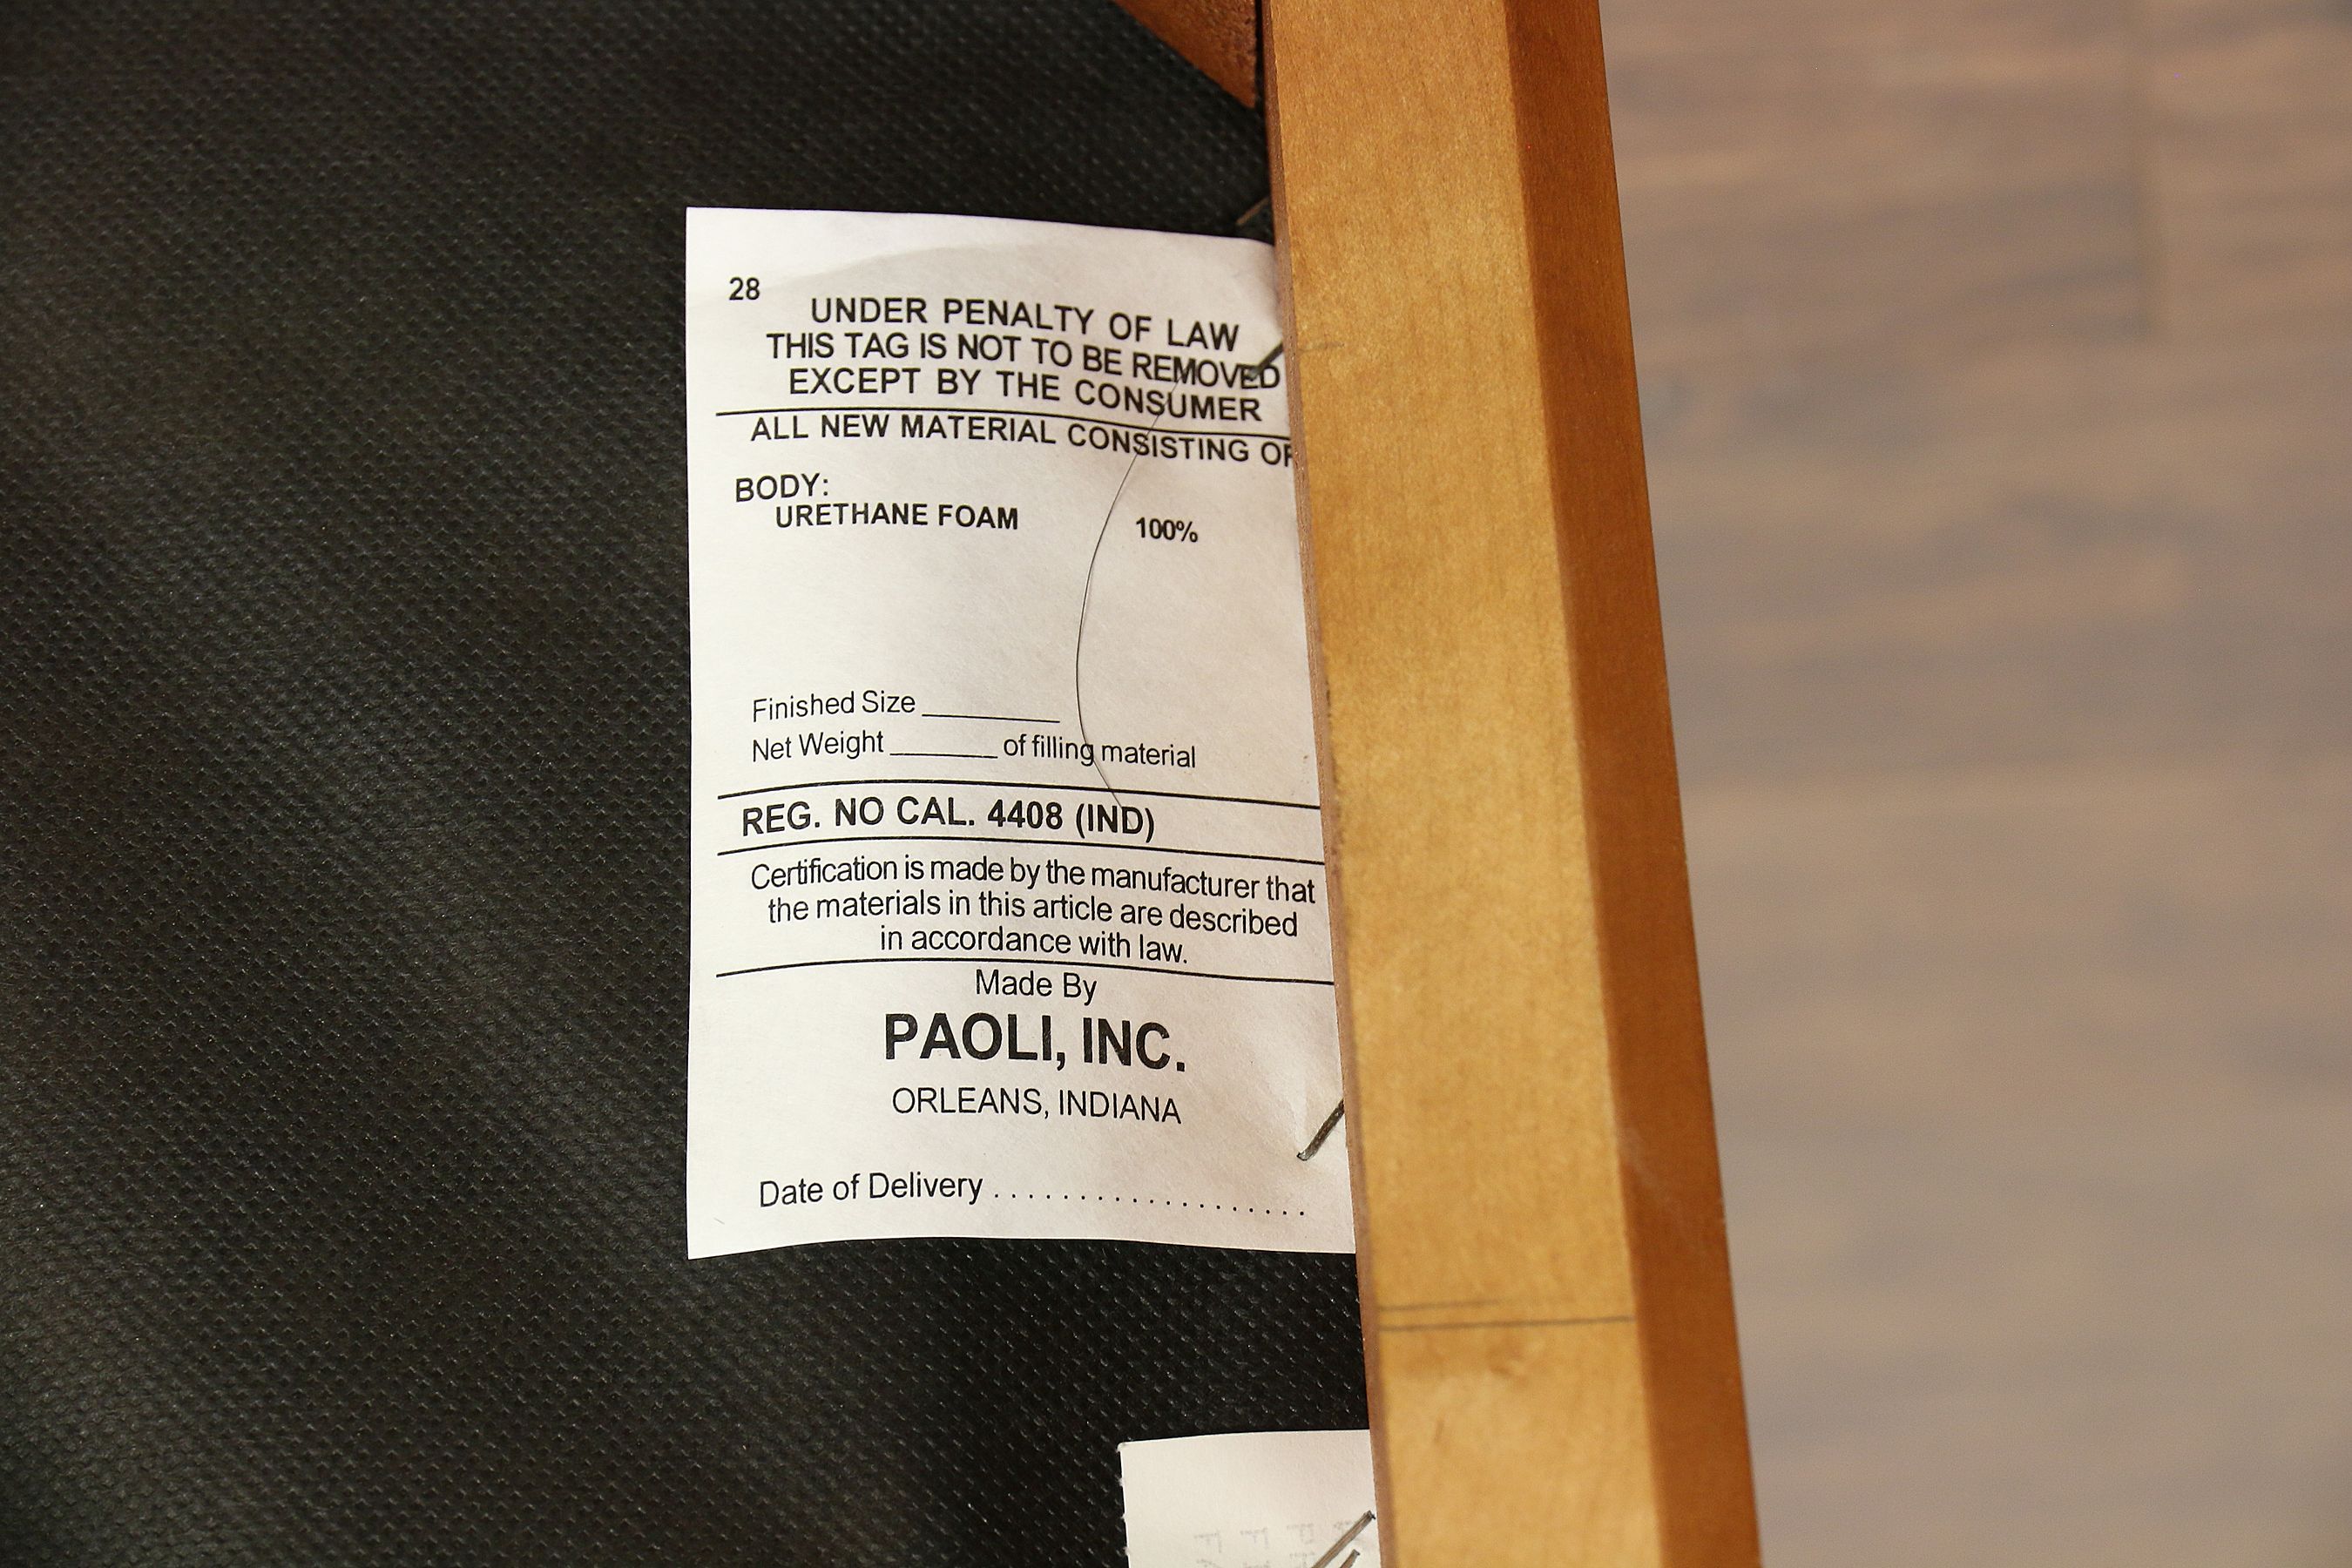 28
UNDER PENALTY OF LAW
THIS TAG IS NOT TO BE REMOVED
EXCEPT BY THE CONSUMER
ALL NEW MATERIAL CONSISTING OF
BODY:
URETHANE FOAM 100%
Finished Size _________
Net Weight _______ of filling material
REG. NO CAL. 4408 (IND)
Certification is made by the manufacturer that
the materials in this article are described
in accordance with law.
Made By
PAOLI, INC.
ORLEANS, INDIANA
Date of Delivery ....................